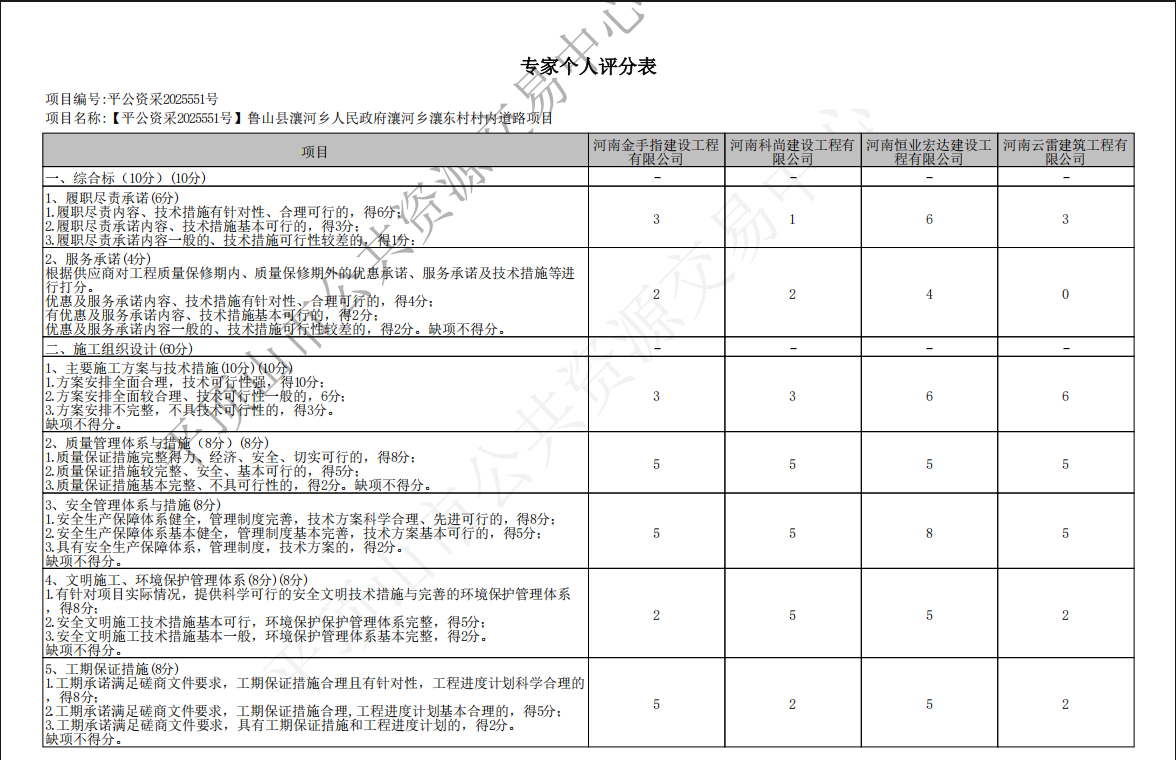 专家个人评分表
项目编号:平公资采2025551号
项目名称:【平公资采2025551号】鲁山县瀼河乡人民政府瀼河乡瀼东村村内道路项目
项目
河南金手指建设工程
有限公司
河南科尚建设工程有
限公司
河南恒业宏达建设工
程有限公司
河南云雷建筑工程有
限公司
一、综合标（10分）(10分) － － － －
1、履职尽责承诺(6分)
1.履职尽责内容、技术措施有针对性、合理可行的，得6分；
2.履职尽责承诺内容、技术措施基本可行的，得3分；
3.履职尽责承诺内容一般的、技术措施可行性较差的，得1分：
3 1 6 3
2、服务承诺(4分)
根据供应商对工程质量保修期内、质量保修期外的优惠承诺、服务承诺及技术措施等进
行打分。
优惠及服务承诺内容、技术措施有针对性、合理可行的，得4分；
有优惠及服务承诺内容、技术措施基本可行的，得2分；
优惠及服务承诺内容一般的、技术措施可行性较差的，得2分。缺项不得分。
2 2 4 0
二、施工组织设计(60分) － － － －
1、主要施工方案与技术措施(10分)(10分)
1.方案安排全面合理，技术可行性强，得10分；
2.方案安排全面较合理、技术可行性一般的，6分；
3.方案安排不完整，不具技术可行性的，得3分。
缺项不得分。
3 3 6 6
2、质量管理体系与措施（8分）(8分)
1.质量保证措施完整得力、经济、安全、切实可行的，得8分；
2.质量保证措施较完整、安全、基本可行的，得5分；
3.质量保证措施基本完整、不具可行性的，得2分。缺项不得分。
5 5 5 5
3、安全管理体系与措施(8分)
1.安全生产保障体系健全，管理制度完善，技术方案科学合理、先进可行的，得8分；
2.安全生产保障体系基本健全，管理制度基本完善，技术方案基本可行的，得5分；
3.具有安全生产保障体系，管理制度，技术方案的，得2分。
缺项不得分。
5 5 8 5
4、文明施工、环境保护管理体系(8分)(8分)
1.有针对项目实际情况，提供科学可行的安全文明技术措施与完善的环境保护管理体系
，得8分；
2.安全文明施工技术措施基本可行，环境保护保护管理体系完整，得5分；
3.安全文明施工技术措施基本一般，环境保护管理体系基本完整，得2分。
缺项不得分。
2 5 5 2
5、工期保证措施(8分)
1.工期承诺满足磋商文件要求，工期保证措施合理且有针对性，工程进度计划科学合理的
，得8分；
2.工期承诺满足磋商文件要求，工期保证措施合理,工程进度计划基本合理的，得5分；
3.工期承诺满足磋商文件要求，具有工期保证措施和工程进度计划的，得2分。
缺项不得分。
5 2 5 2
平顶山市公共资源交易中心
平顶山市公共资源交易中心